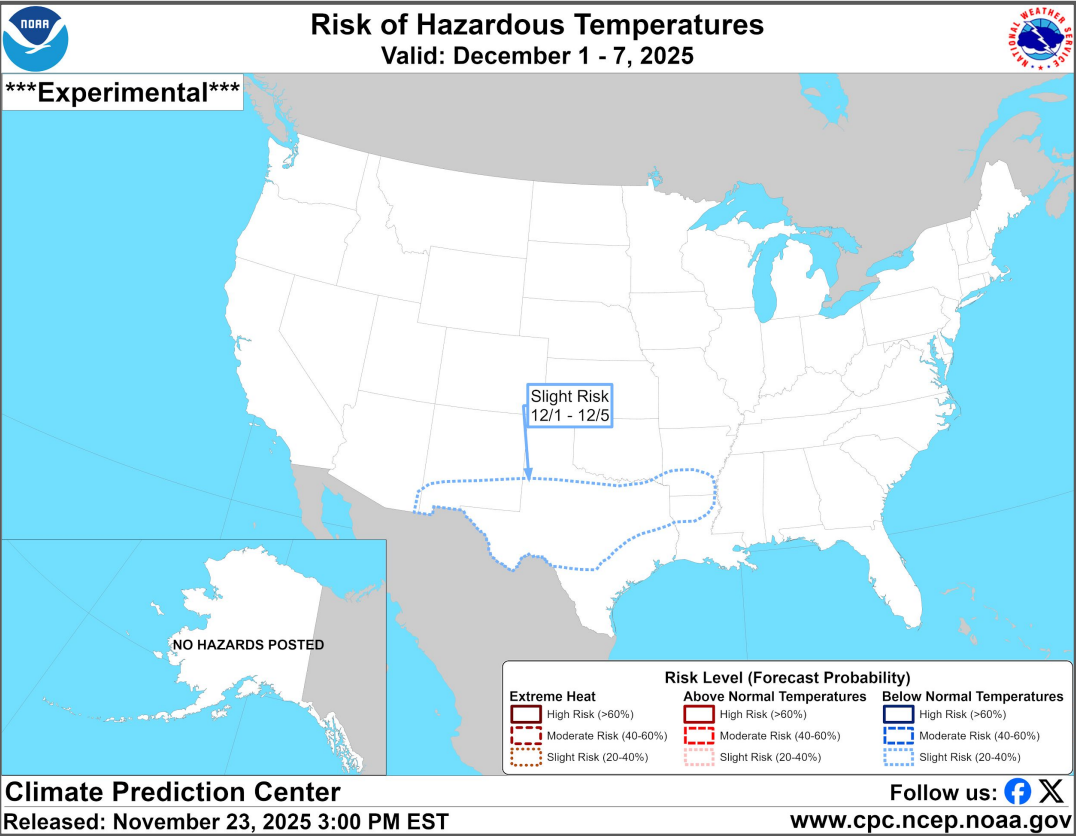 NOAA
Risk of Hazardous Temperatures
Valid: December 1 - 7, 2025
NATIONAL WEATHER SERVICE
***Experimental***
Slight Risk
12/1 - 12/5
NO HAZARDS POSTED
Risk Level (Forecast Probability)
Extreme Heat
High Risk (>60%)
Moderate Risk (40-60%)
Slight Risk (20-40%)
Above Normal Temperatures
High Risk (>60%)
Moderate Risk (40-60%)
Slight Risk (20-40%)
Below Normal Temperatures
High Risk (>60%)
Moderate Risk (40-60%)
Slight Risk (20-40%)
Climate Prediction Center
Follow us:
Released: November 23, 2025 3:00 PM EST
www.cpc.ncep.noaa.gov